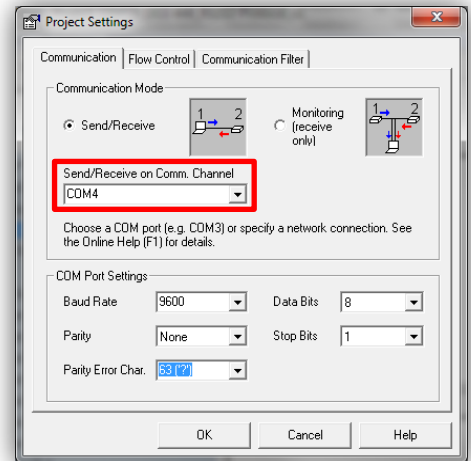 Project Settings
Communication Flow Control Communication Filter
Communication Mode
Send/Receive
1 2
Monitoring
(receive
only)
1 2
Send/Receive on Comm. Channel
COM4
Choose a COM port (e.g. COM3) or specify a network connection. See
the Online Help (F1) for details.
COM Port Settings
Baud Rate 9600 Data Bits 8
Parity None Stop Bits 1
Parity Error Char. 63 ('?')
OK Cancel Help